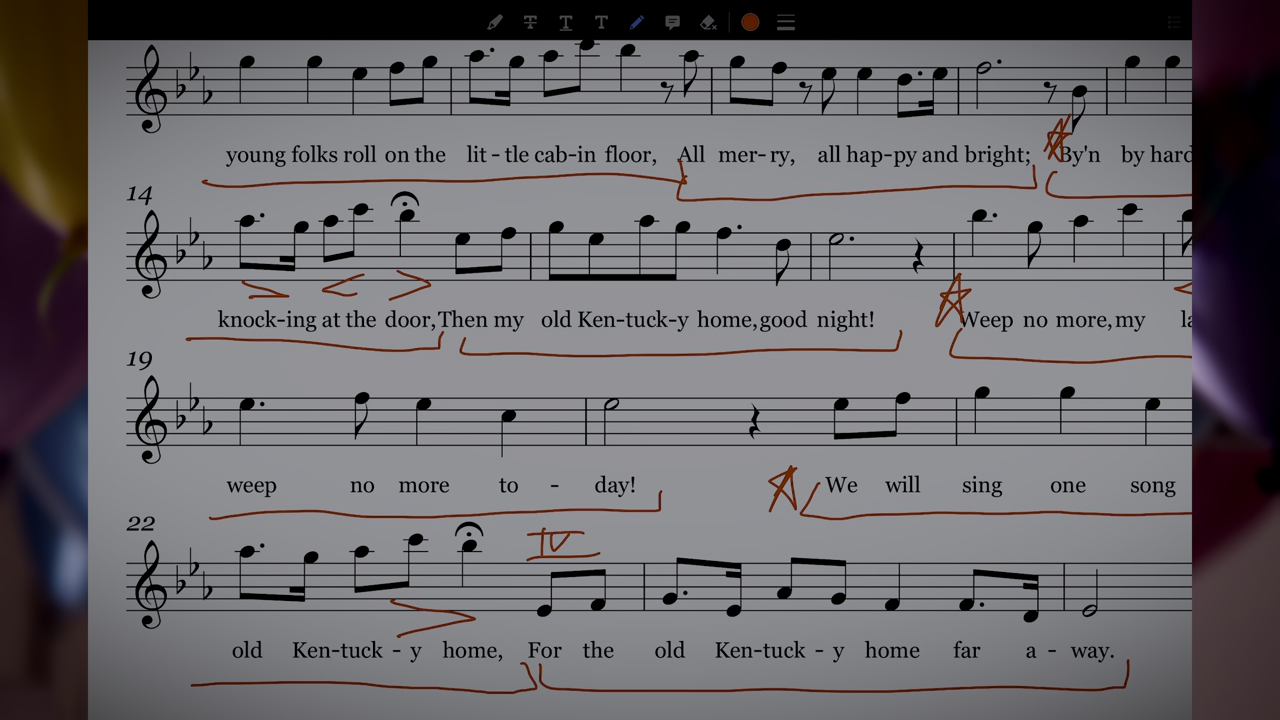 young folks roll on the lit - tle cab-in floor, All mer-ry, all hap-py and bright; By'n by hard
14
knock-ing at the door, Then my old Ken-tuck-y home, good night! Weep no more, my la
19
weep no more to - day! We will sing one song
22
IV
old Ken-tuck - y home, For the old Ken-tuck - y home far a - way.